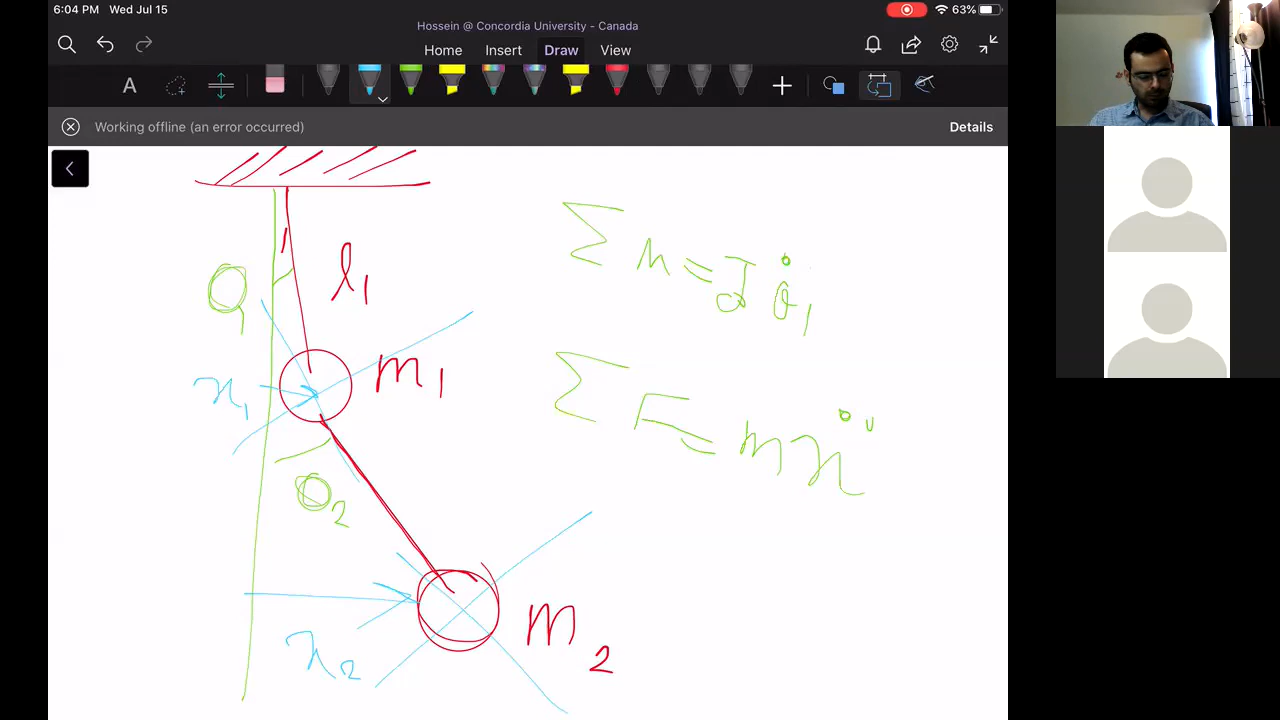 6:04 PM Wed Jul 15
63%
Hossein @ Concordia University - Canada
Home Insert Draw View
A
Working offline (an error occurred)
Details
l₁
θ₁
ΣM = J θ̈₁
x₁
m₁
ΣF = mẍ
θ₂
x₂
m₂